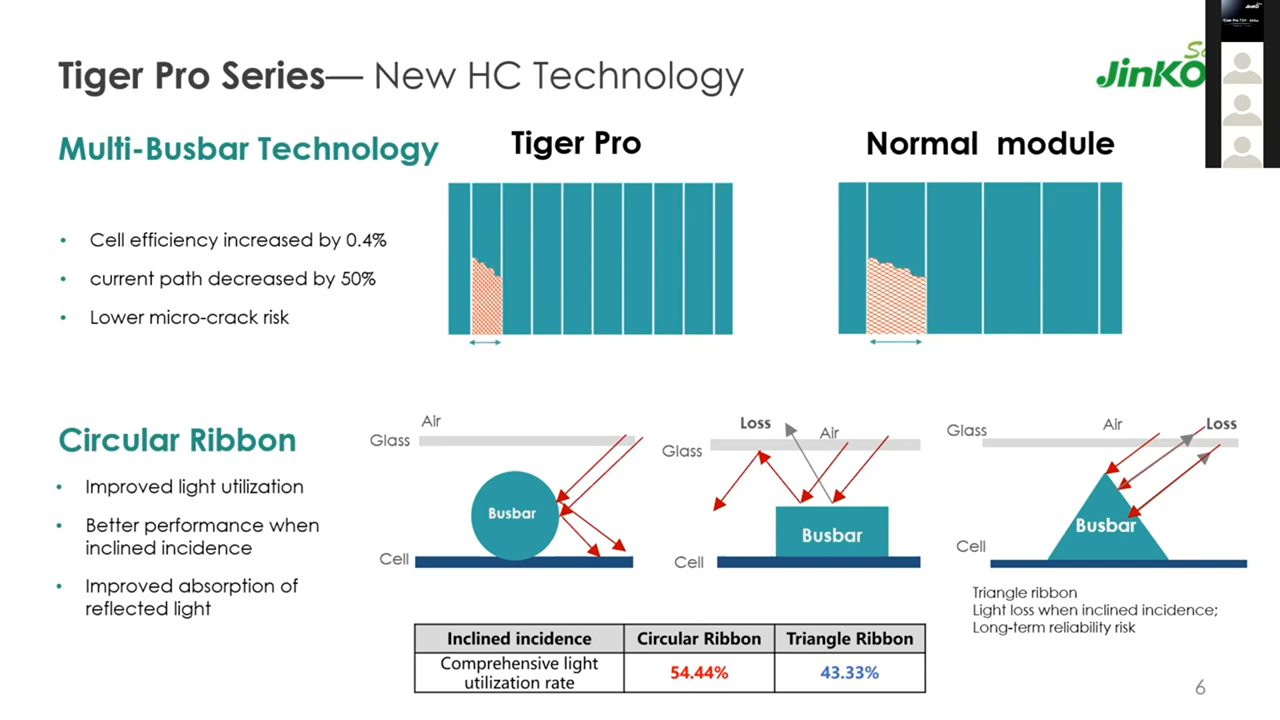 Tiger Pro Series— New HC Technology
JinKO
Multi-Busbar Technology
Tiger Pro
Normal module
• Cell efficiency increased by 0.4%
• current path decreased by 50%
• Lower micro-crack risk
Circular Ribbon
• Improved light utilization
• Better performance when
inclined incidence
• Improved absorption of
reflected light
Air
Glass
Busbar
Cell
Loss
Air
Glass
Busbar
Cell
Glass
Air
Loss
Busbar
Cell
Triangle ribbon
Light loss when inclined incidence;
Long-term reliability risk
Inclined incidence Circular Ribbon Triangle Ribbon
Comprehensive light
utilization rate 54.44% 43.33%
6